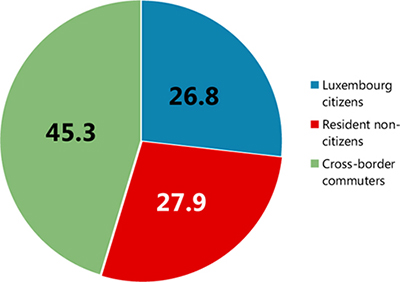 26.8
45.3
27.9
Luxembourg
citizens
Resident non-
citizens
Cross-border
commuters